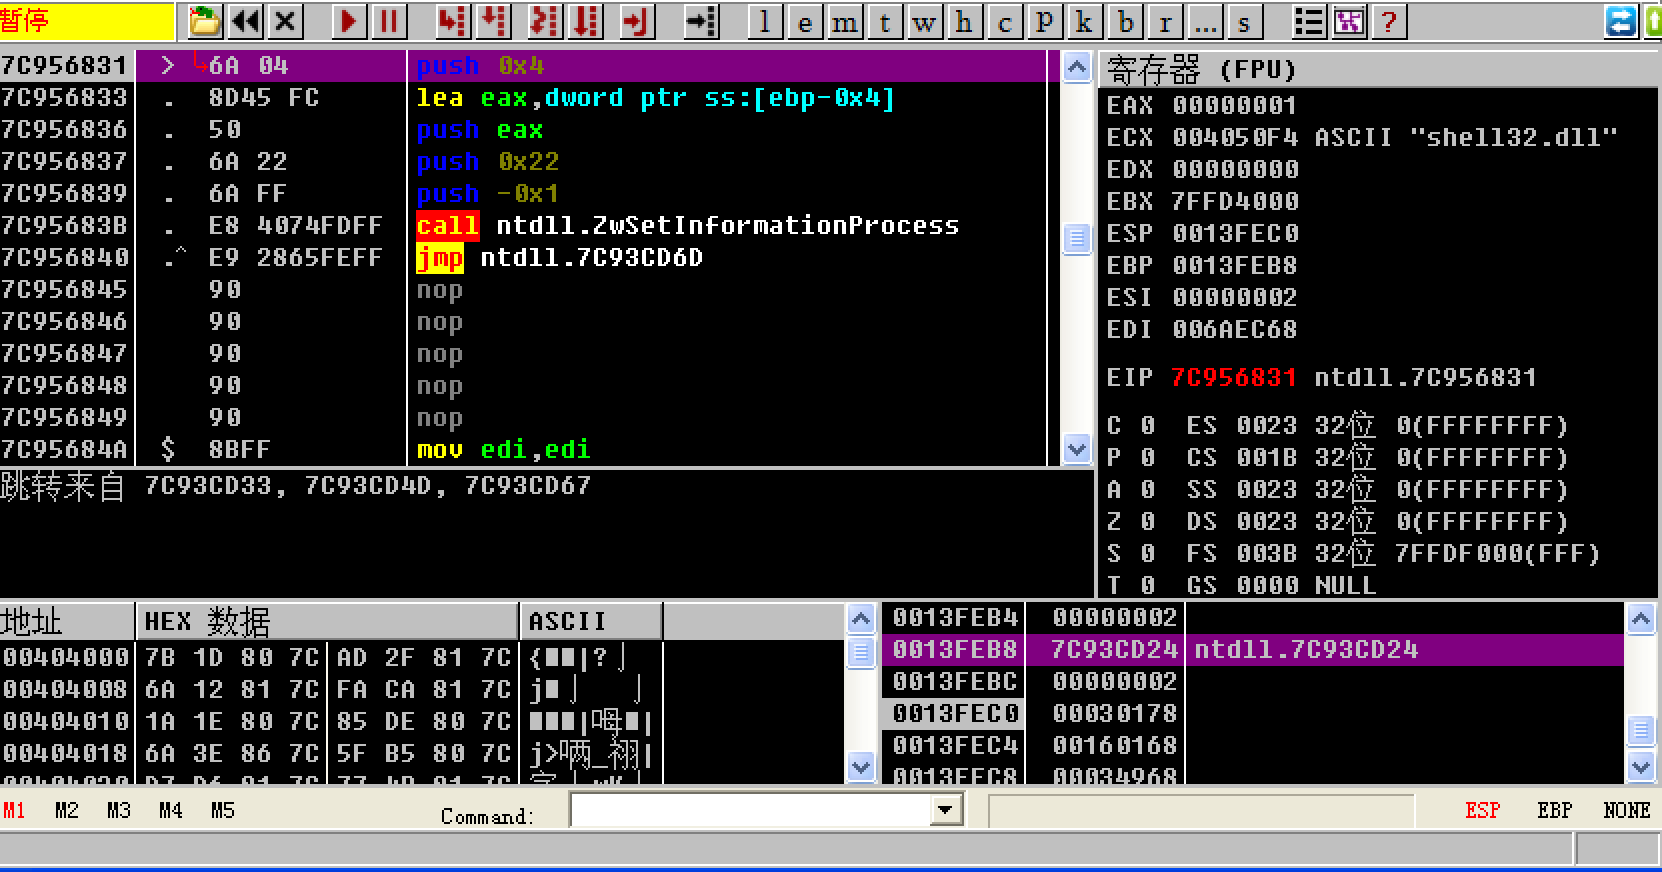 暂停
l e m t w h c p k b r ... s ?
7C956831 > 6A 04 push 0x4
7C956833 . 8D45 FC lea eax,dword ptr ss:[ebp-0x4]
7C956836 . 50 push eax
7C956837 . 6A 22 push 0x22
7C956839 . 6A FF push -0x1
7C95683B . E8 4074FDFF call ntdll.ZwSetInformationProcess
7C956840 .^ E9 2865FEFF jmp ntdll.7C93CD6D
7C956845 90 nop
7C956846 90 nop
7C956847 90 nop
7C956848 90 nop
7C956849 90 nop
7C95684A $ 8BFF mov edi,edi
跳转来自 7C93CD33, 7C93CD4D, 7C93CD67
寄存器 (FPU)
EAX 00000001
ECX 004050F4 ASCII "shell32.dll"
EDX 00000000
EBX 7FFD4000
ESP 0013FEC0
EBP 0013FEB8
ESI 00000002
EDI 006AEC68
EIP 7C956831 ntdll.7C956831
C 0 ES 0023 32位 0(FFFFFFFF)
P 0 CS 001B 32位 0(FFFFFFFF)
A 0 SS 0023 32位 0(FFFFFFFF)
Z 0 DS 0023 32位 0(FFFFFFFF)
S 0 FS 003B 32位 7FFDF000(FFF)
T 0 GS 0000 NULL
地址 HEX 数据 ASCII
00404000 7B 1D 80 7C AD 2F 81 7C {■■|?
00404008 6A 12 81 7C FA CA 81 7C j■
00404010 1A 1E 80 7C 85 DE 80 7C ■■■|呣■|
00404018 6A 3E 86 7C 5F B5 80 7C j>唡_祤|
0013FEB4 00000002
0013FEB8 7C93CD24 ntdll.7C93CD24
0013FEBC 00000002
0013FEC0 00030178
0013FEC4 00160168
0013FEC8 00034968
M1 M2 M3 M4 M5 Command: ESP EBP NONE